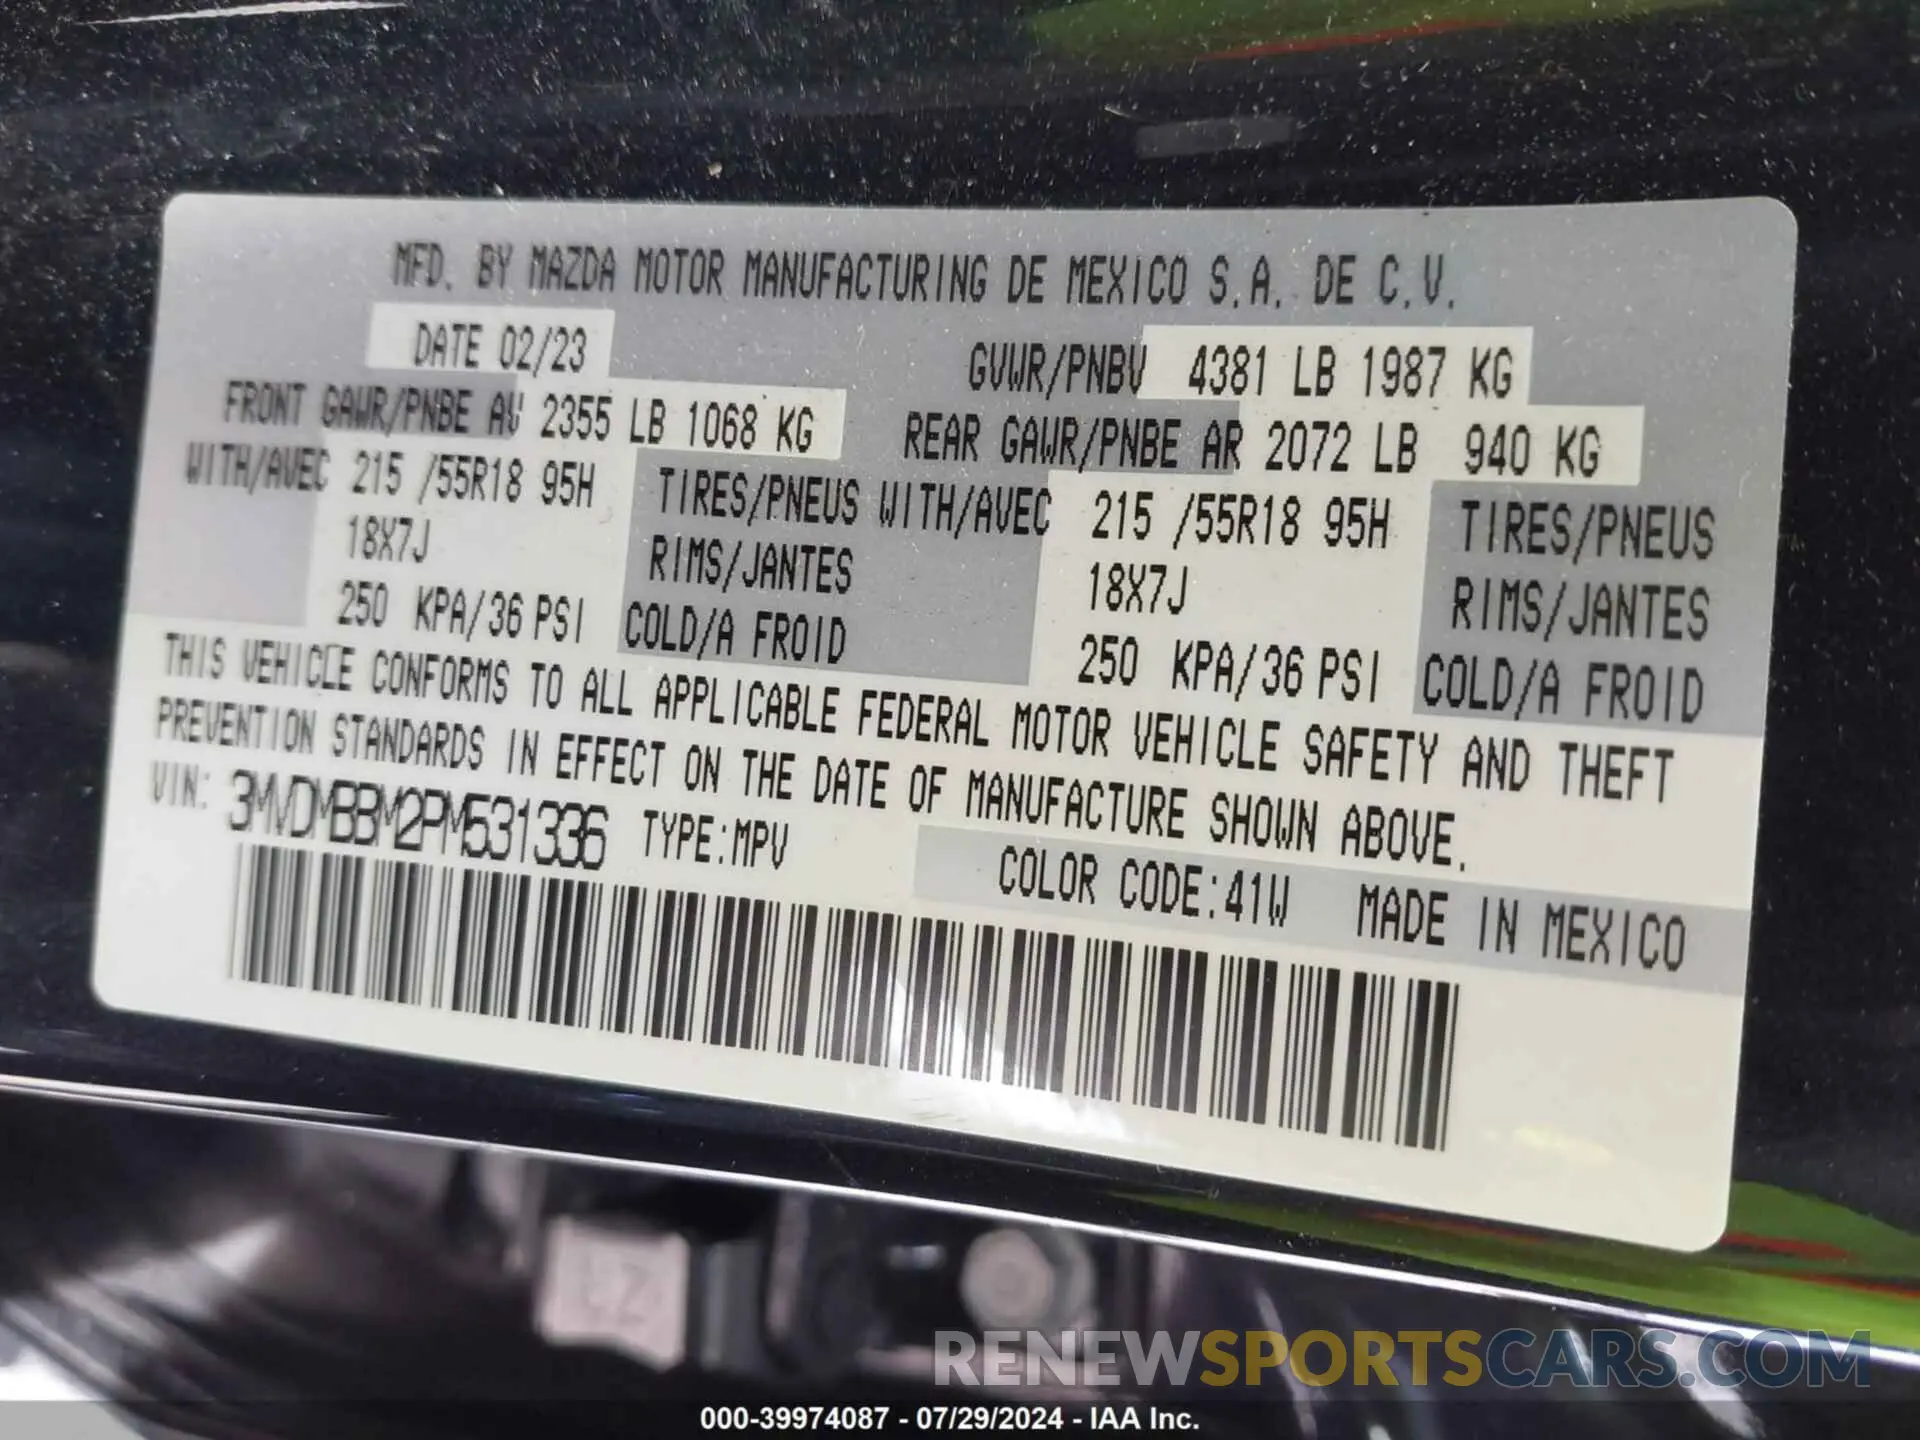 MFD. BY MAZDA MOTOR MANUFACTURING DE MEXICO S.A. DE C.V.
DATE 02/23 GVWR/PNBV 4381 LB 1987 KG
FRONT GAWR/PNBE AV 2355 LB 1068 KG REAR GAWR/PNBE AR 2072 LB 940 KG
WITH/AVEC 215 /55R18 95H TIRES/PNEUS WITH/AVEC 215 /55R18 95H TIRES/PNEUS
18X7J RIMS/JANTES 18X7J RIMS/JANTES
250 KPA/36 PSI COLD/A FROID 250 KPA/36 PSI COLD/A FROID
THIS VEHICLE CONFORMS TO ALL APPLICABLE FEDERAL MOTOR VEHICLE SAFETY AND THEFT
PREVENTION STANDARDS IN EFFECT ON THE DATE OF MANUFACTURE SHOWN ABOVE.
VIN: 3MVDMBBM2PM531336 TYPE:MPV
COLOR CODE:41W MADE IN MEXICO
RENEWSPORTSCARS.COM
000-39974087 - 07/29/2024 - IAA Inc.